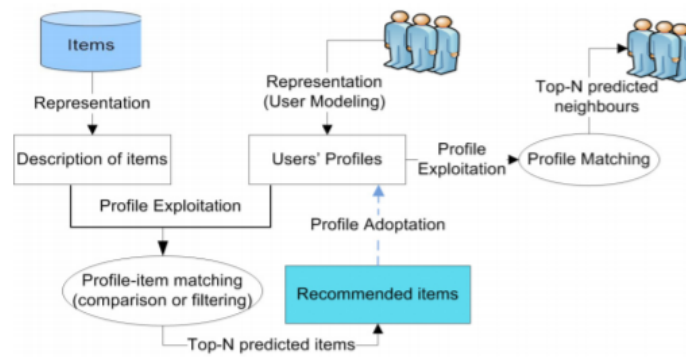 Items
Representation
Description of items
Representation
(User Modeling)
Users' Profiles
Profile
Exploitation
Top-N predicted
neighbours
Profile Matching
Profile Exploitation
Profile Adoptation
Profile-item matching
(comparison or filtering)
Recommended items
Top-N predicted items